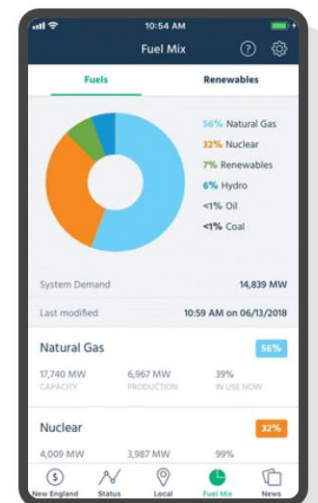 10:54 AM
Fuel Mix
?
Fuels Renewables
56% Natural Gas
32% Nuclear
7% Renewables
6% Hydro
<1% Oil
<1% Coal
System Demand 14,839 MW
Last modified 10:59 AM on 06/13/2018
Natural Gas 56%
17,740 MW 6,967 MW 39%
CAPACITY PRODUCTION IN USE NOW
Nuclear 32%
4,009 MW 3,987 MW 99%
$
New England Status Local Fuel Mix News